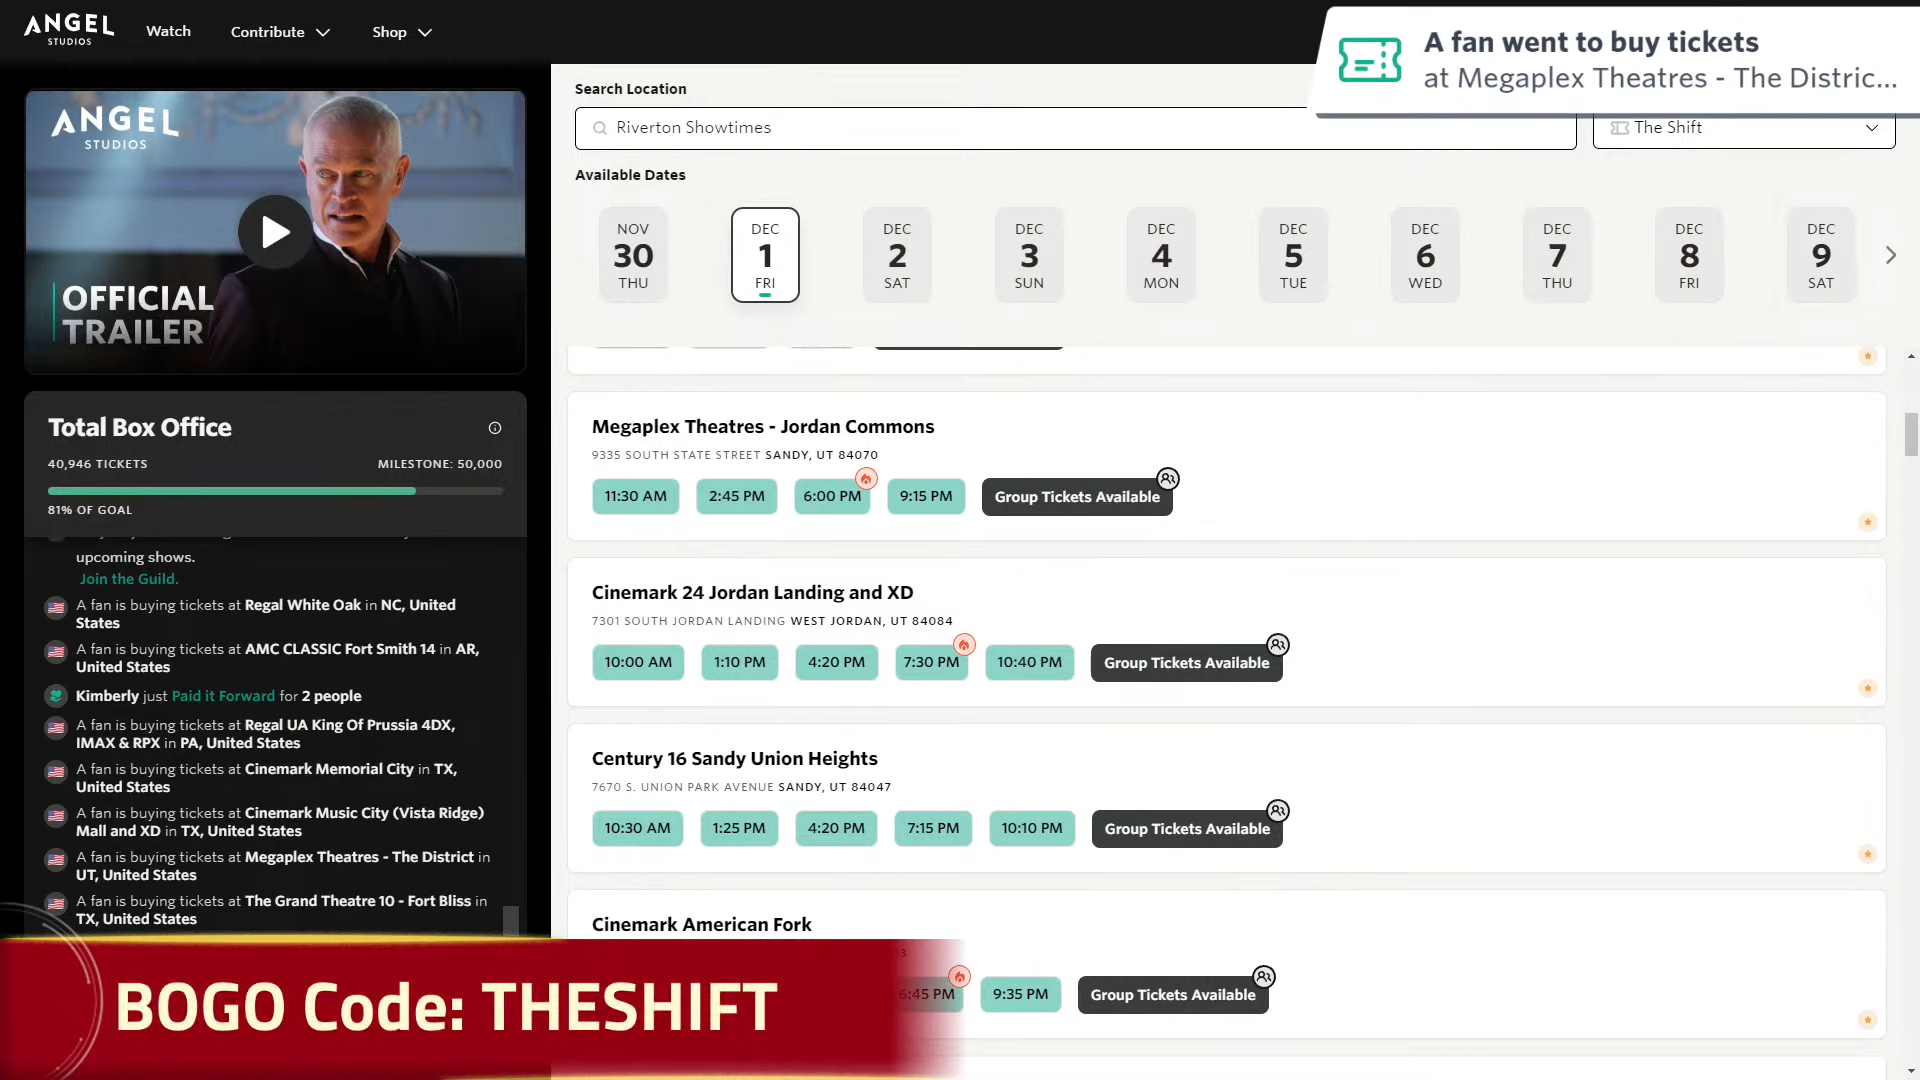 ANGEL
STUDIOS
Watch
Contribute
Shop
A fan went to buy tickets
at Megaplex Theatres - The Distric...
ANGEL
STUDIOS
OFFICIAL
TRAILER
Search Location
Riverton Showtimes
The Shift
Available Dates
NOV
30
THU
DEC
1
FRI
DEC
2
SAT
DEC
3
SUN
DEC
4
MON
DEC
5
TUE
DEC
6
WED
DEC
7
THU
DEC
8
FRI
DEC
9
SAT
Total Box Office
40,946 TICKETS MILESTONE: 50,000
81% OF GOAL
upcoming shows.
Join the Guild.
A fan is buying tickets at Regal White Oak in NC, United
States
A fan is buying tickets at AMC CLASSIC Fort Smith 14 in AR,
United States
Kimberly just Paid it Forward for 2 people
A fan is buying tickets at Regal UA King Of Prussia 4DX,
IMAX & RPX in PA, United States
A fan is buying tickets at Cinemark Memorial City in TX,
United States
A fan is buying tickets at Cinemark Music City (Vista Ridge)
Mall and XD in TX, United States
A fan is buying tickets at Megaplex Theatres - The District in
UT, United States
A fan is buying tickets at The Grand Theatre 10 - Fort Bliss in
TX, United States
Megaplex Theatres - Jordan Commons
9335 SOUTH STATE STREET SANDY, UT 84070
11:30 AM 2:45 PM 6:00 PM 9:15 PM Group Tickets Available
Cinemark 24 Jordan Landing and XD
7301 SOUTH JORDAN LANDING WEST JORDAN, UT 84084
10:00 AM 1:10 PM 4:20 PM 7:30 PM 10:40 PM Group Tickets Available
Century 16 Sandy Union Heights
7670 S. UNION PARK AVENUE SANDY, UT 84047
10:30 AM 1:25 PM 4:20 PM 7:15 PM 10:10 PM Group Tickets Available
Cinemark American Fork
6:45 PM 9:35 PM Group Tickets Available
BOGO Code: THESHIFT